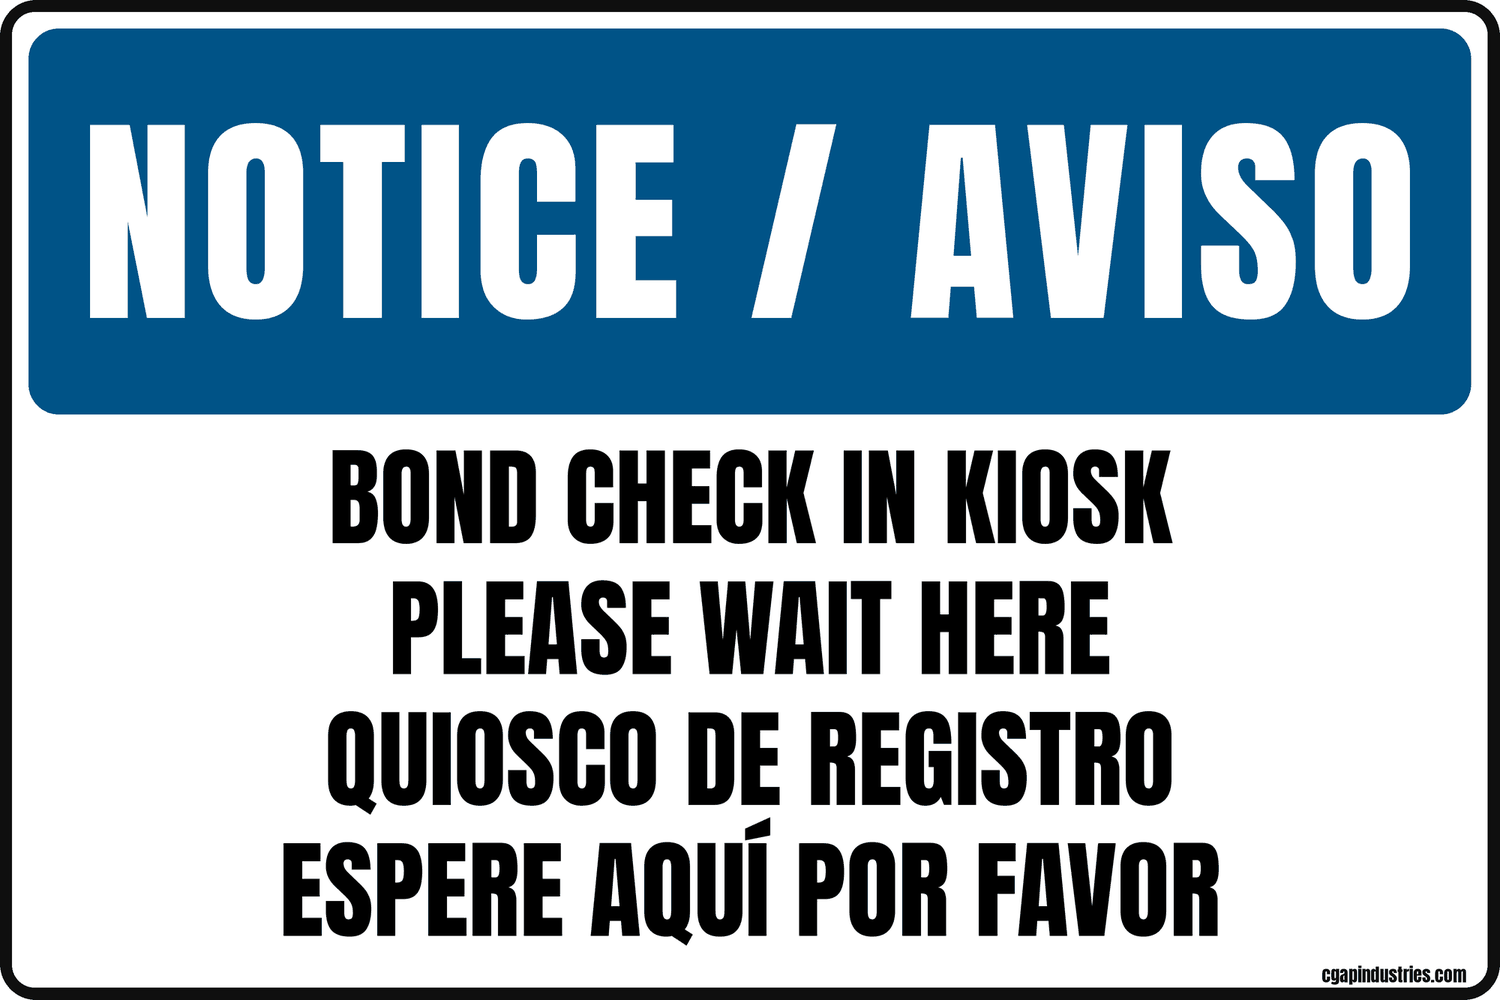 NOTICE / AVISO
BOND CHECK IN KIOSK
PLEASE WAIT HERE
QUIOSCO DE REGISTRO
ESPERE AQUÍ POR FAVOR
cgapindustries.com